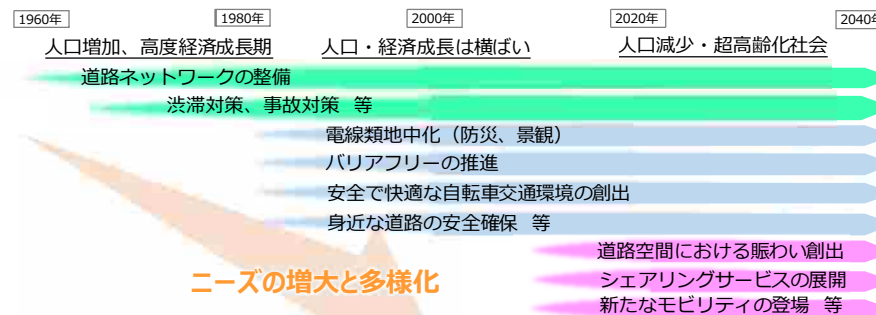 1960年 1980年 2000年 2020年 2040年
人口増加、高度経済成長期 人口・経済成長は横ばい 人口減少・超高齢化社会
道路ネットワークの整備
渋滞対策、事故対策 等
電線類地中化（防災、景観）
バリアフリーの推進
安全で快適な自転車交通環境の創出
身近な道路の安全確保 等
道路空間における賑わい創出
ニーズの増大と多様化 シェアリングサービスの展開
新たなモビリティの登場 等